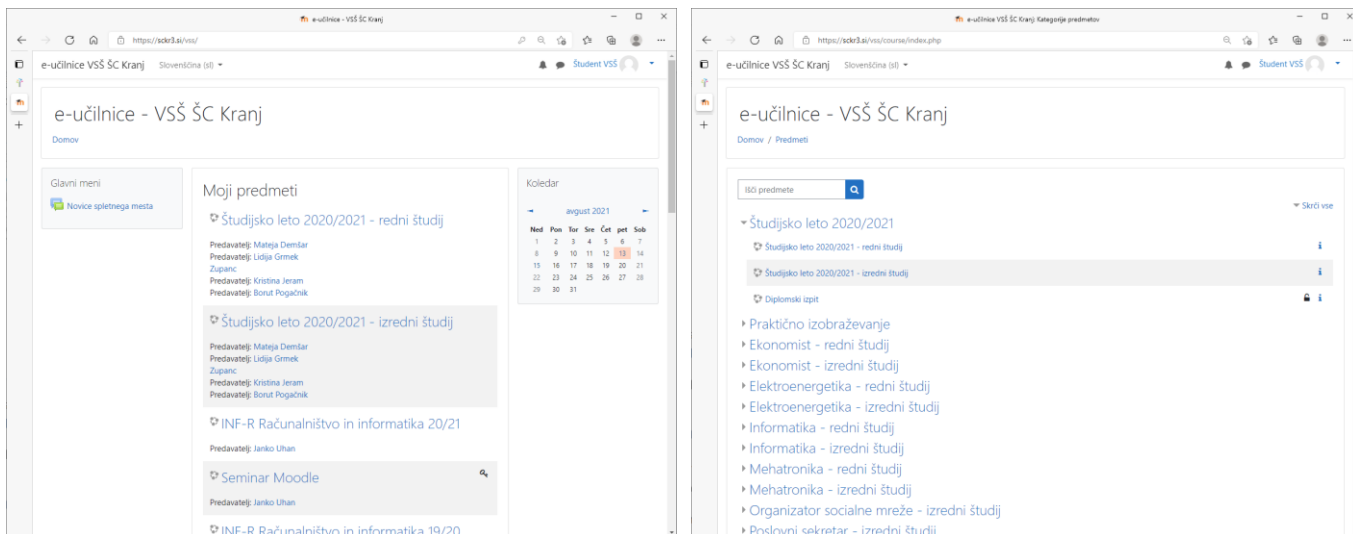 e-učilnice - VSŠ ŠC Kranj
https://sckr3.si/vss/
e-učilnice VSŠ ŠC Kranj Slovenščina (sl)
Študent VSŠ
e-učilnice - VSŠ ŠC Kranj
Domov
Glavni meni
Novice spletnega mesta
Moji predmeti
Študijsko leto 2020/2021 - redni študij
Predavatelj: Mateja Demšar
Predavatelj: Lidija Grmek
Zupanc
Predavatelj: Kristina Jeram
Predavatelj: Borut Pogačnik
Študijsko leto 2020/2021 - izredni študij
Predavatelj: Mateja Demšar
Predavatelj: Lidija Grmek
Zupanc
Predavatelj: Kristina Jeram
Predavatelj: Borut Pogačnik
INF-R Računalništvo in informatika 20/21
Predavatelj: Janko Uhan
Seminar Moodle
Predavatelj: Janko Uhan
INF-R Računalništvo in informatika 19/20
Koledar
avgust 2021
Ned Pon Tor Sre Čet pet Sob
1 2 3 4 5 6 7
8 9 10 11 12 13 14
15 16 17 18 19 20 21
22 23 24 25 26 27 28
29 30 31
e-učilnice VSŠ ŠC Kranj: Kategorije predmetov
https://sckr3.si/vss/course/index.php
e-učilnice VSŠ ŠC Kranj Slovenščina (sl)
Študent VSŠ
e-učilnice - VSŠ ŠC Kranj
Domov / Predmeti
Išči predmete
Skrči vse
Študijsko leto 2020/2021
Študijsko leto 2020/2021 - redni študij
Študijsko leto 2020/2021 - izredni študij
Diplomski izpit
Praktično izobraževanje
Ekonomist - redni študij
Ekonomist - izredni študij
Elektroenergetika - redni študij
Elektroenergetika - izredni študij
Informatika - redni študij
Informatika - izredni študij
Mehatronika - redni študij
Mehatronika - izredni študij
Organizator socialne mreže - izredni študij
Poslovni sekretar - izredni študij